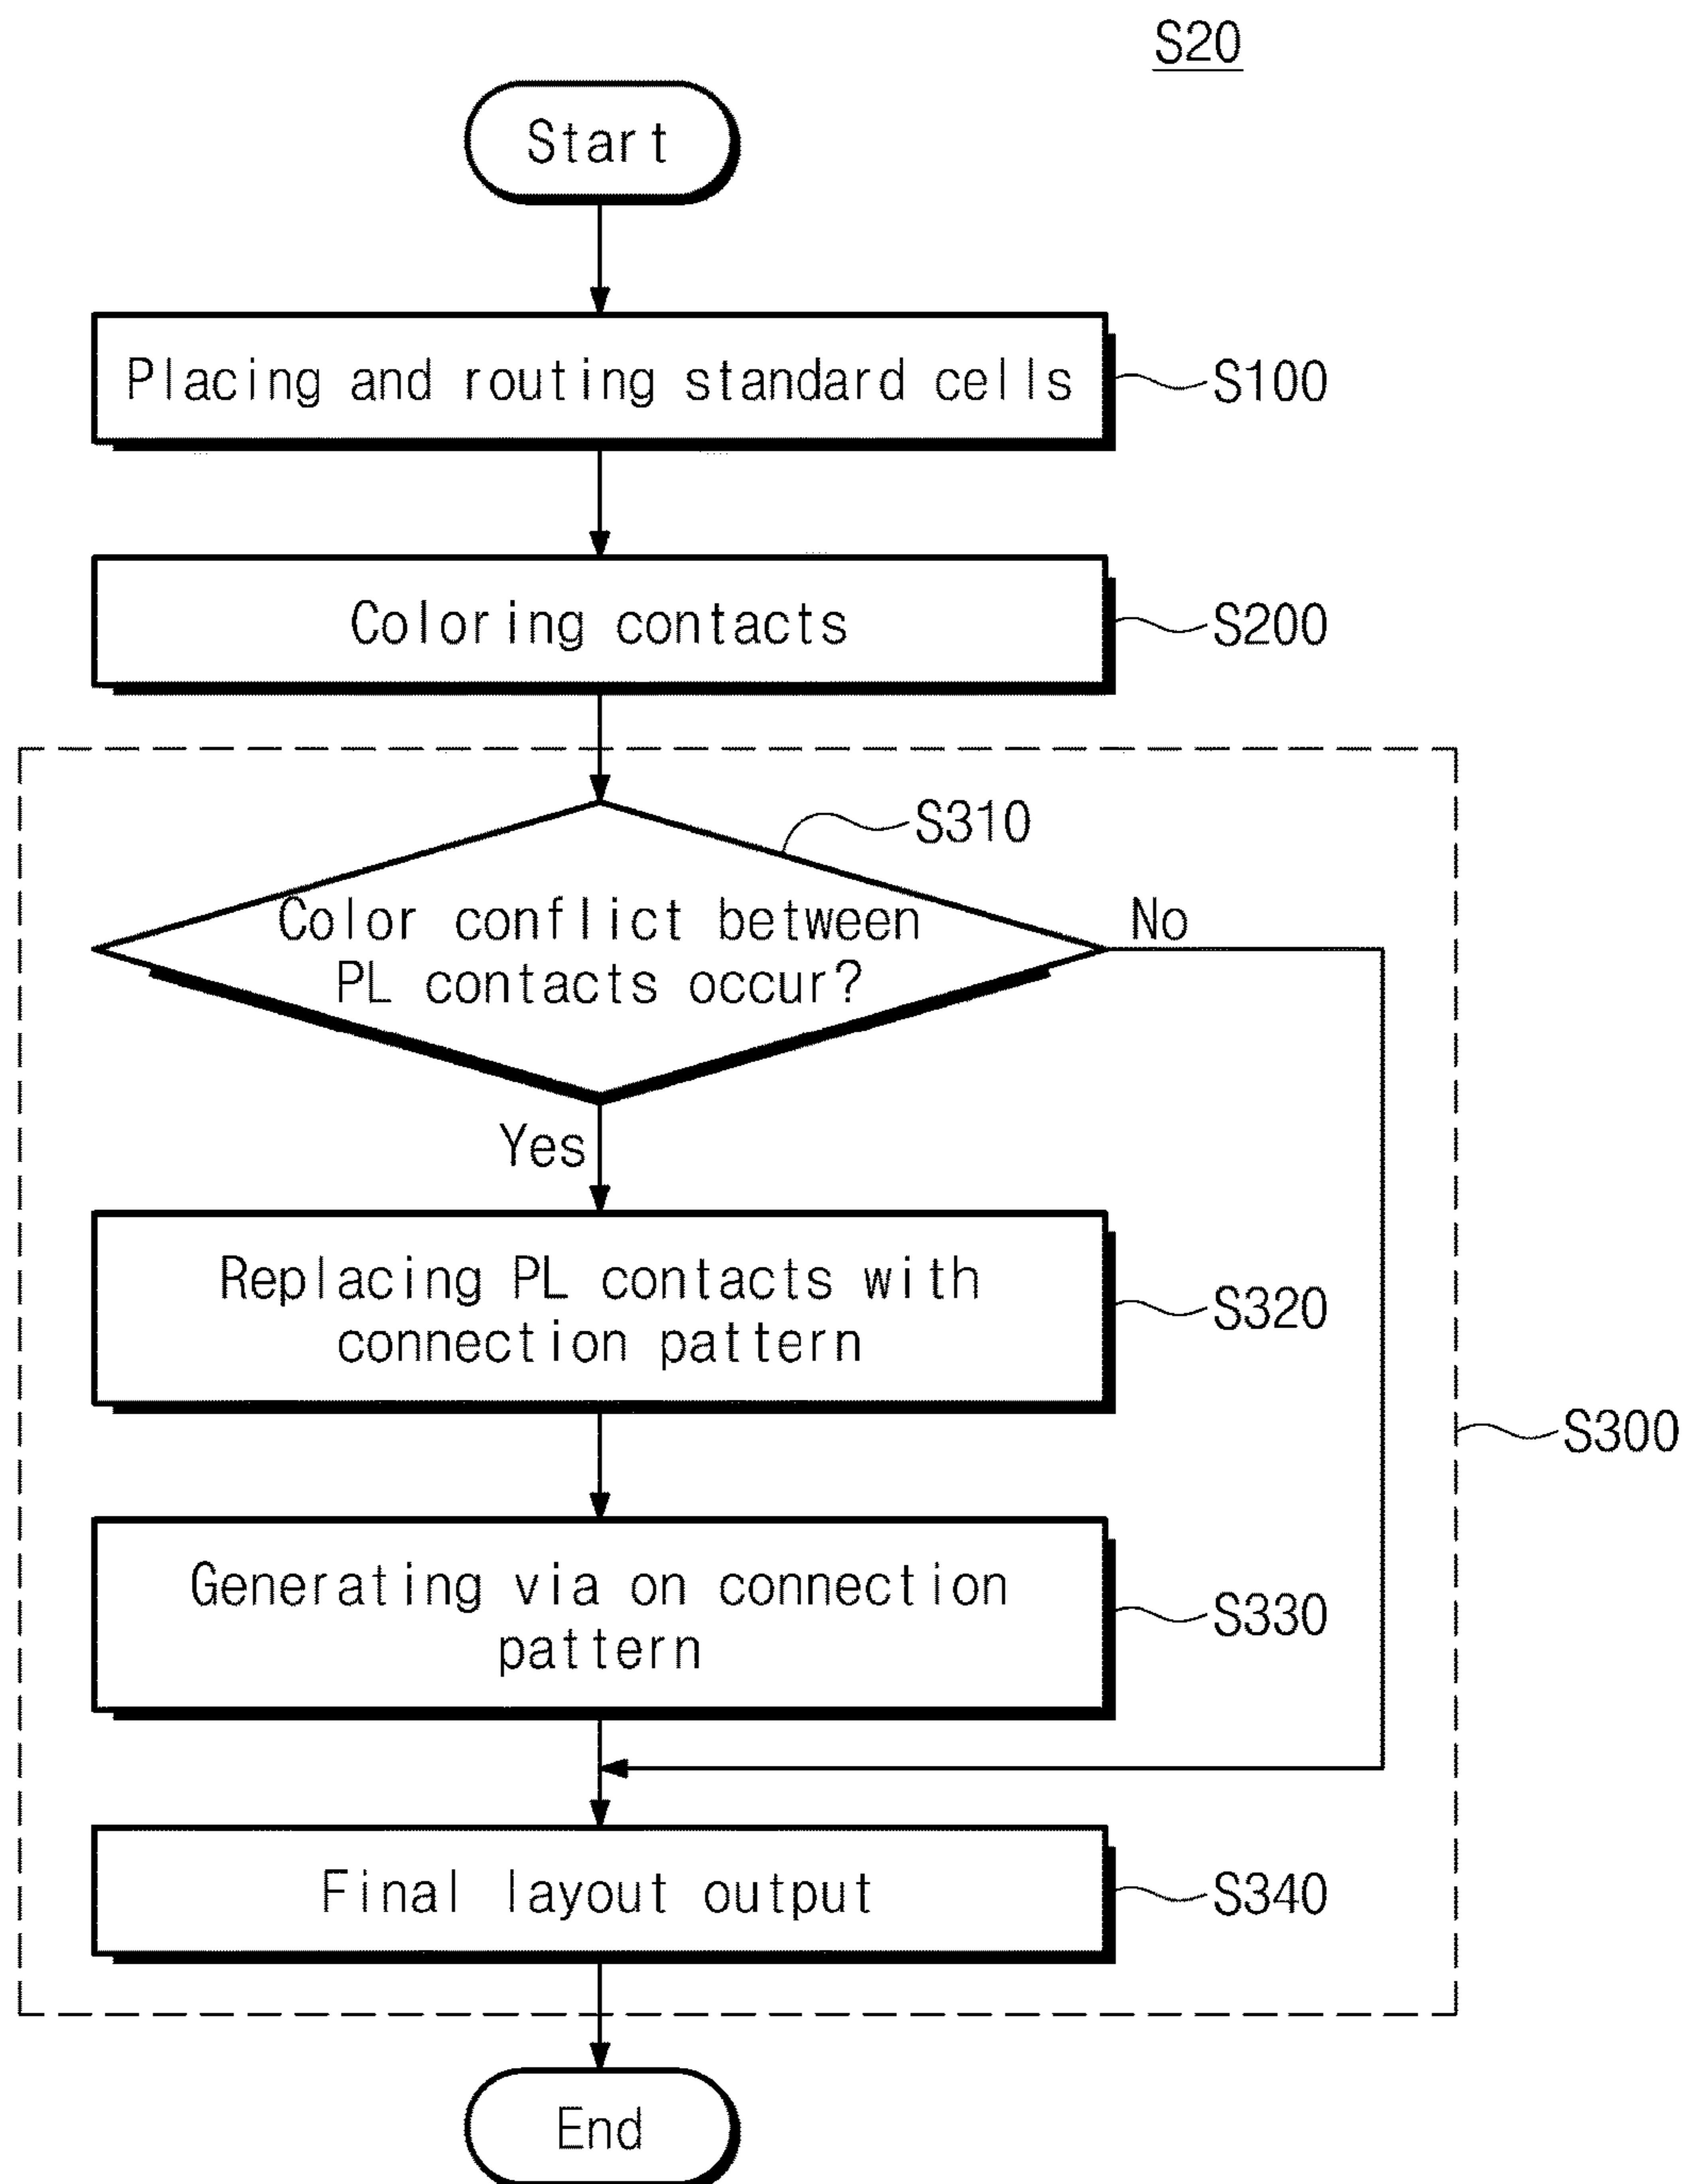 S20
Start
Placing and routing standard cells
S100
Coloring contacts
S200
S310
Color conflict between
PL contacts occur?
No
Yes
Replacing PL contacts with
connection pattern
S320
S300
Generating via on connection
pattern
S330
Final layout output
S340
End